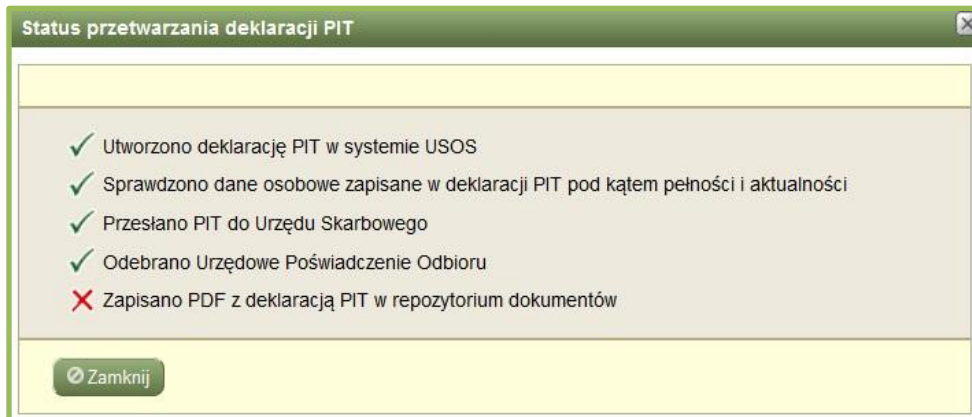 Status przetwarzania deklaracji PIT
Utworzono deklarację PIT w systemie USOS
Sprawdzono dane osobowe zapisane w deklaracji PIT pod kątem pełności i aktualności
Przesłano PIT do Urzędu Skarbowego
Odebrano Urzędowe Poświadczenie Odbioru
Zapisano PDF z deklaracją PIT w repozytorium dokumentów
Zamknij